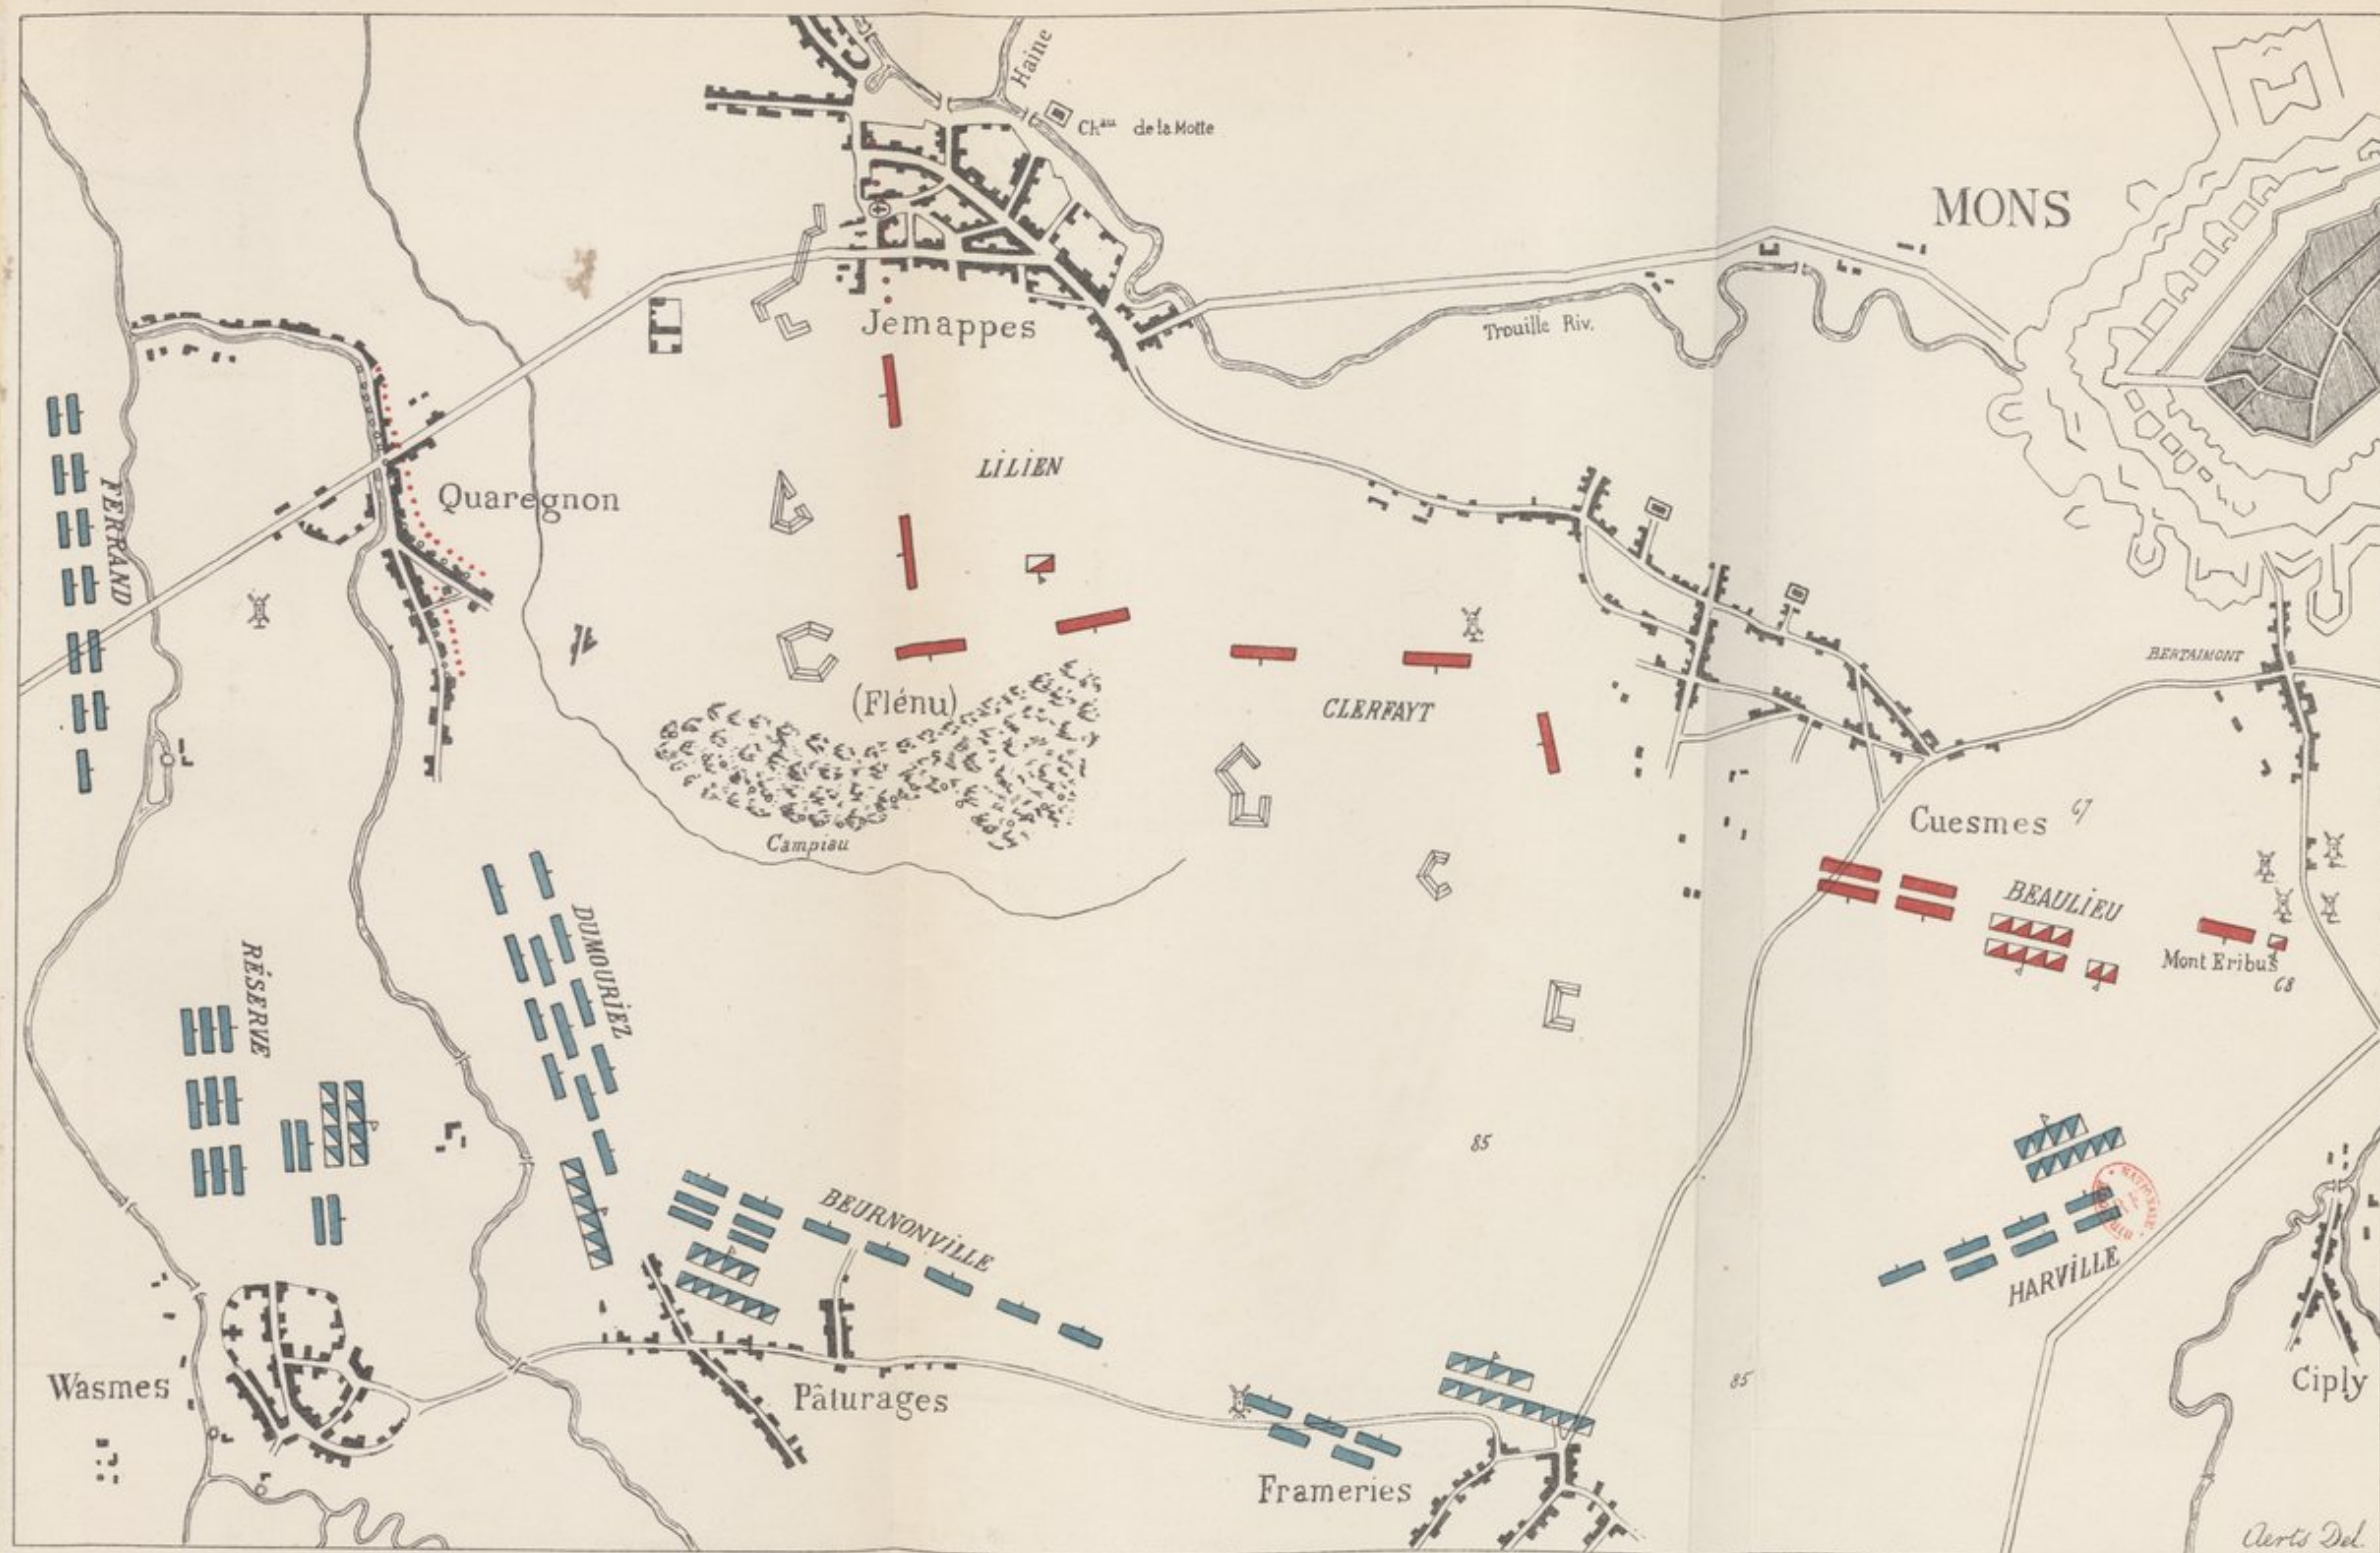 Haine
Chau de la Motte
MONS
Trouille Riv.
Jemappes
LILIEN
Quaregnon
FERRAND
BERTAIMONT
(Flénu)
CLERFAYT
Campiau
Cuesmes
67
BEAULIEU
Mont Eribus
68
DUMOURIEZ
RÉSERVE
85
BEURNONVILLE
HARVILLE
85
Wasmes
Pâturages
Ciply
Frameries
Aerts Del.